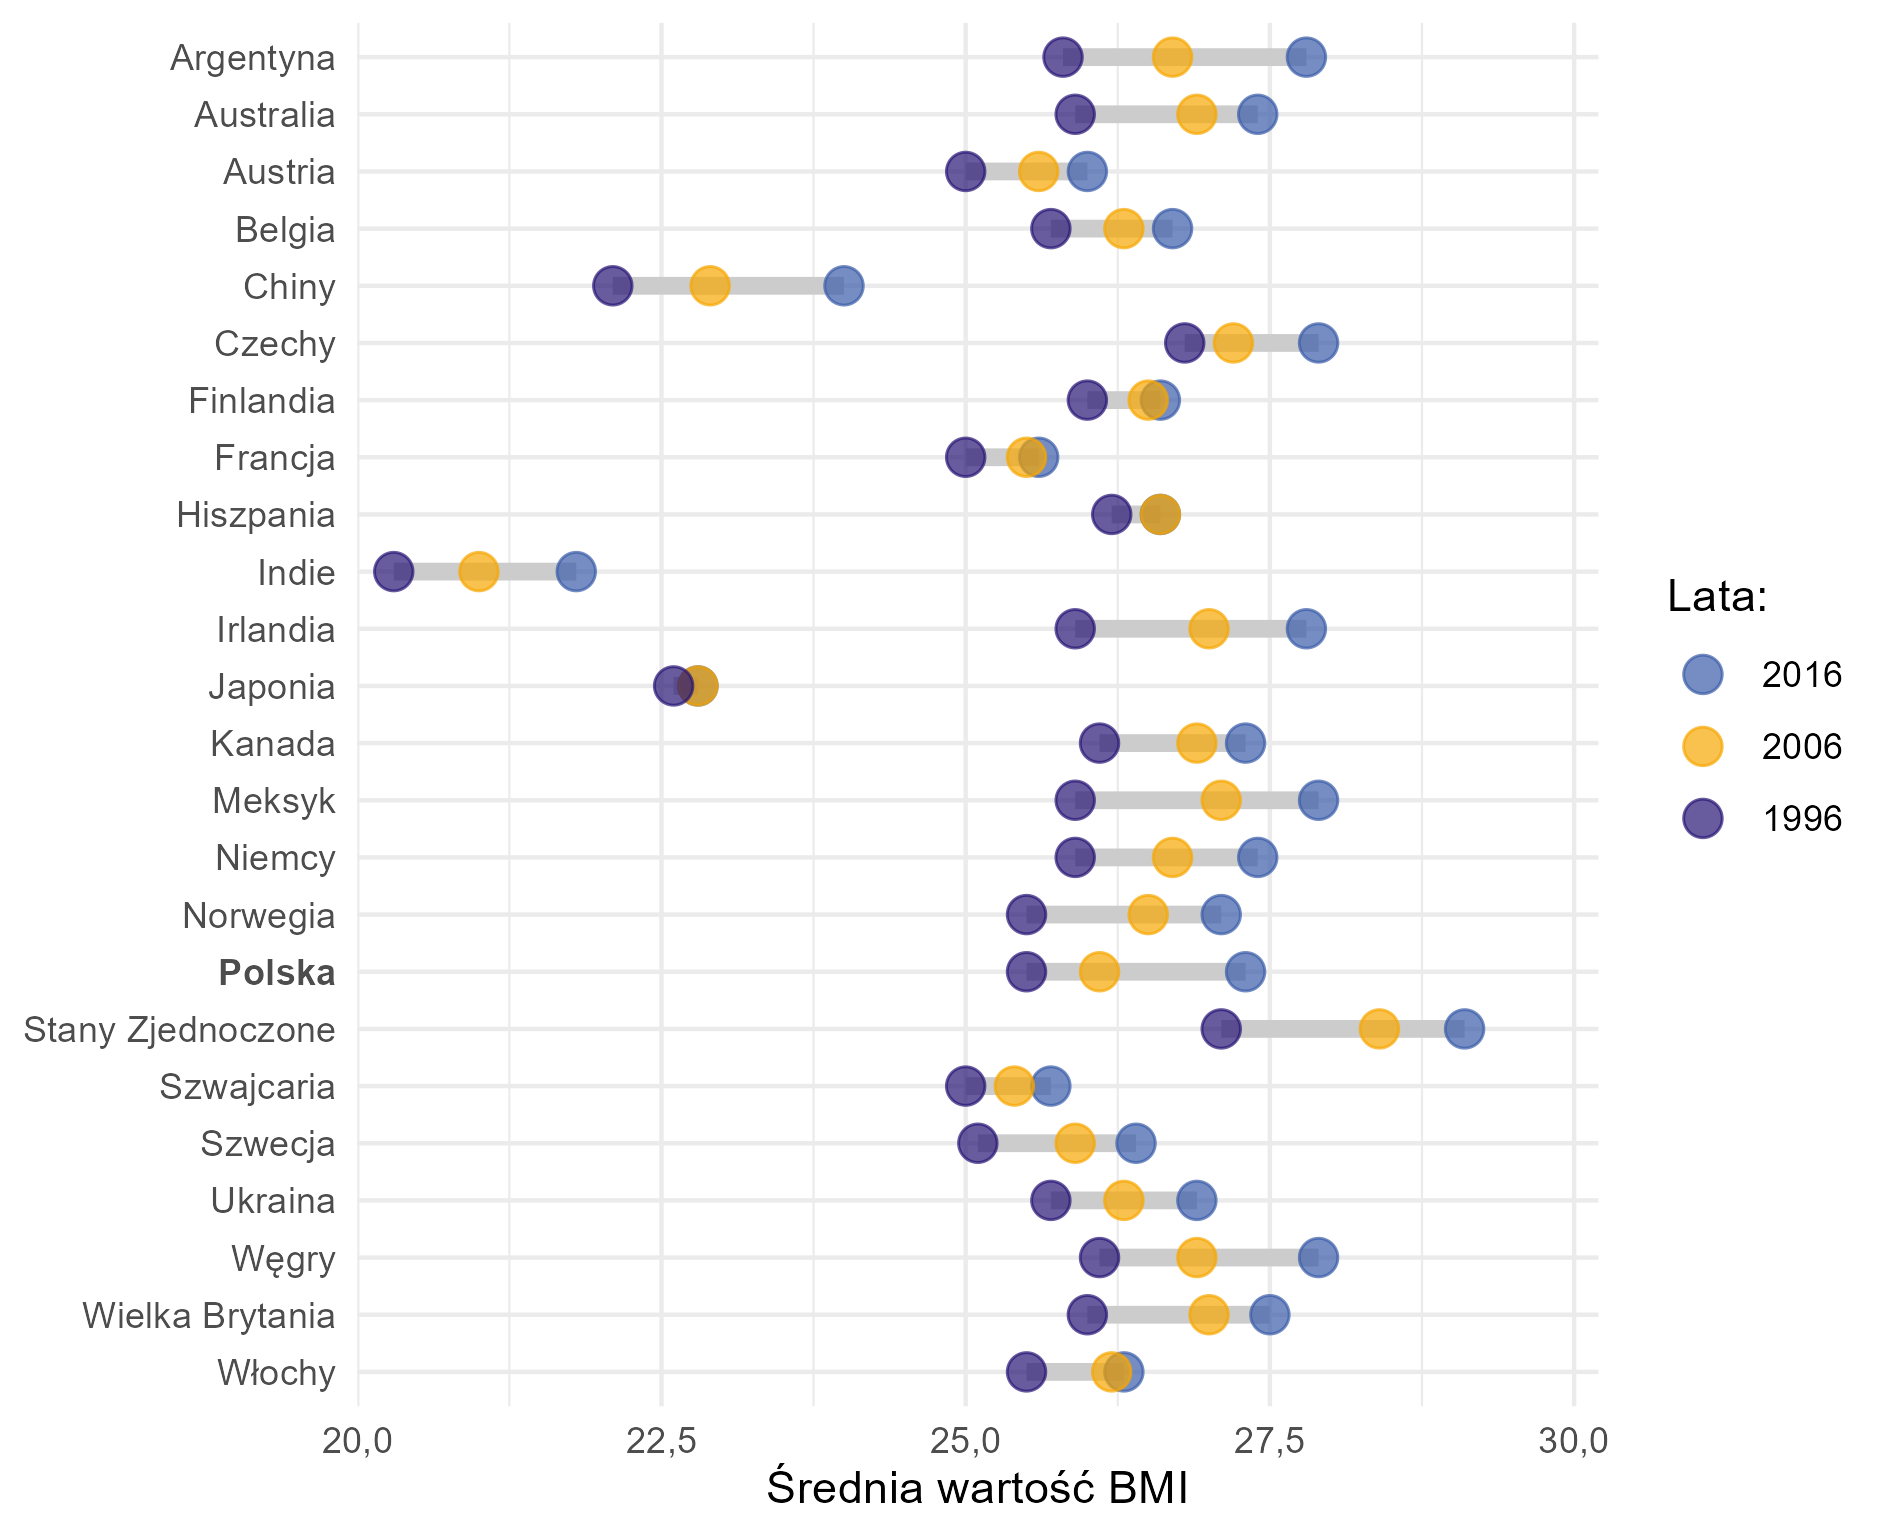 Argentyna
Australia
Austria
Belgia
Chiny
Czechy
Finlandia
Francja
Hiszpania
Indie
Irlandia
Japonia
Kanada
Meksyk
Niemcy
Norwegia
Polska
Stany Zjednoczone
Szwajcaria
Szwecja
Ukraina
Węgry
Wielka Brytania
Włochy
20,0 22,5 25,0 27,5 30,0
Średnia wartość BMI
Lata:
2016
2006
1996